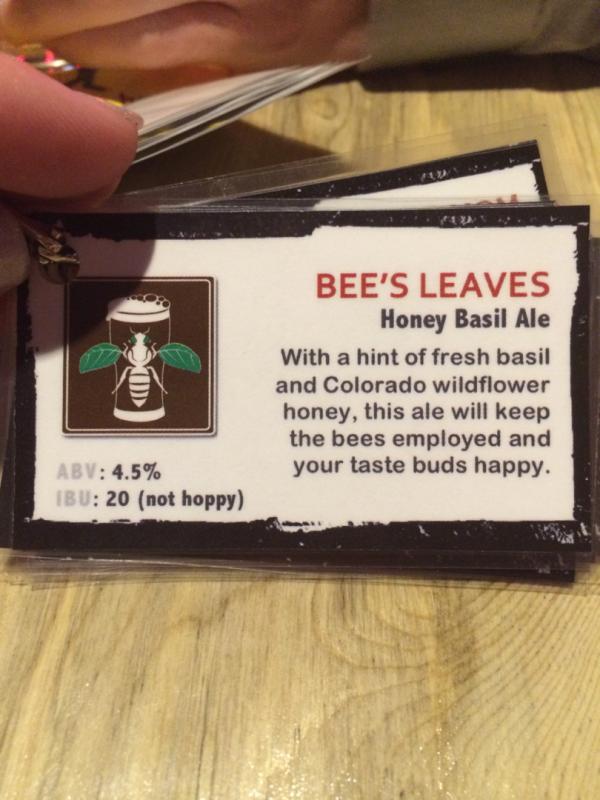 BEE'S LEAVES
Honey Basil Ale
With a hint of fresh basil
and Colorado wildflower
honey, this ale will keep
the bees employed and
your taste buds happy.
ABV: 4.5%
IBU: 20 (not hoppy)